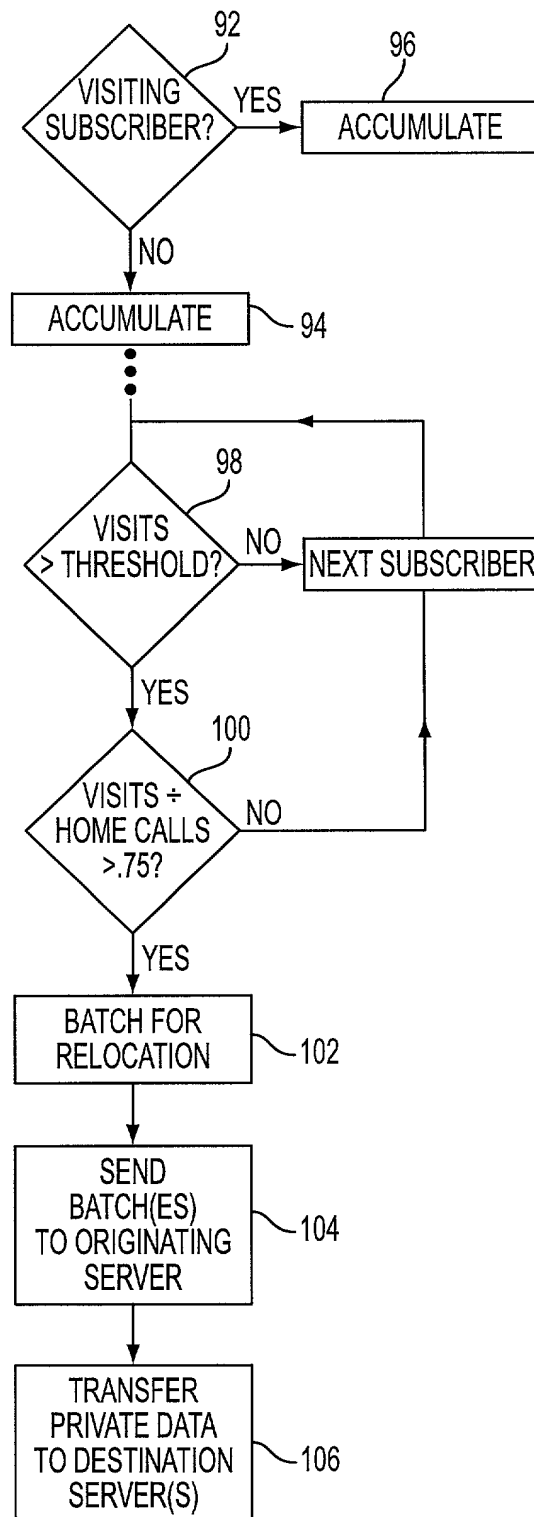 92
VISITING
SUBSCRIBER?
YES
96
ACCUMULATE
NO
ACCUMULATE
94
98
VISITS
> THRESHOLD?
NO
NEXT SUBSCRIBER
YES
100
VISITS ÷
HOME CALLS
>.75?
NO
YES
BATCH FOR
RELOCATION
102
SEND
BATCH(ES)
TO ORIGINATING
SERVER
104
TRANSFER
PRIVATE DATA
TO DESTINATION
SERVER(S)
106